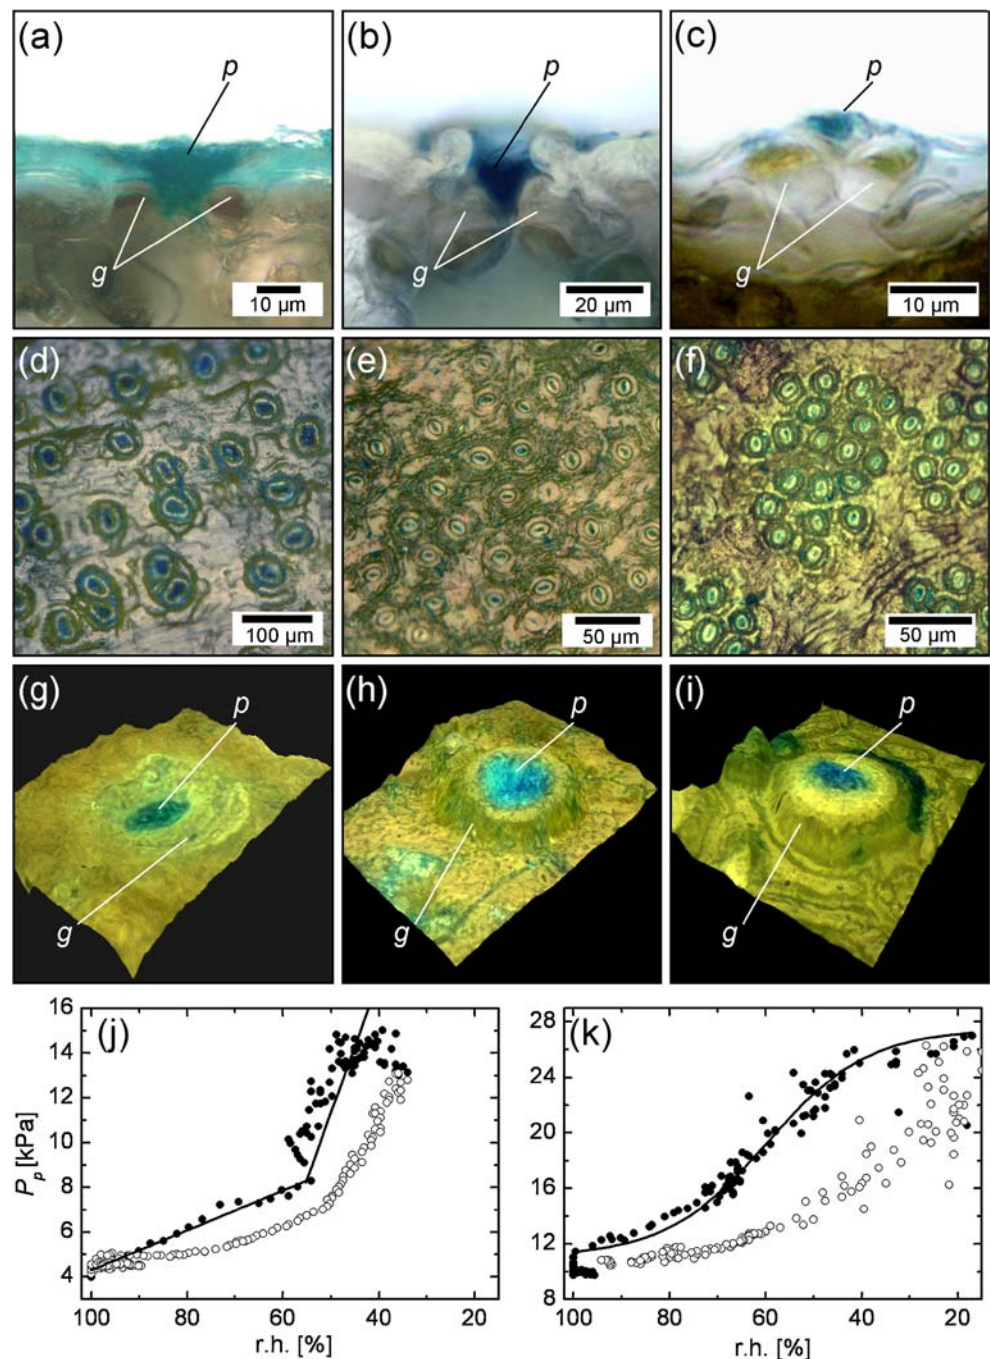 (a) (b) (c)
p p p
g g g
10 µm 20 µm 10 µm
(d) (e) (f)
100 µm 50 µm 50 µm
(g) (h) (i)
p p p
g g g
(j) (k)
16
14
12
10
8
6
4
P_p [kPa]
100 80 60 40
r.h. [%]
28
24
20
16
12
8
100 80 60 40 20
r.h. [%]